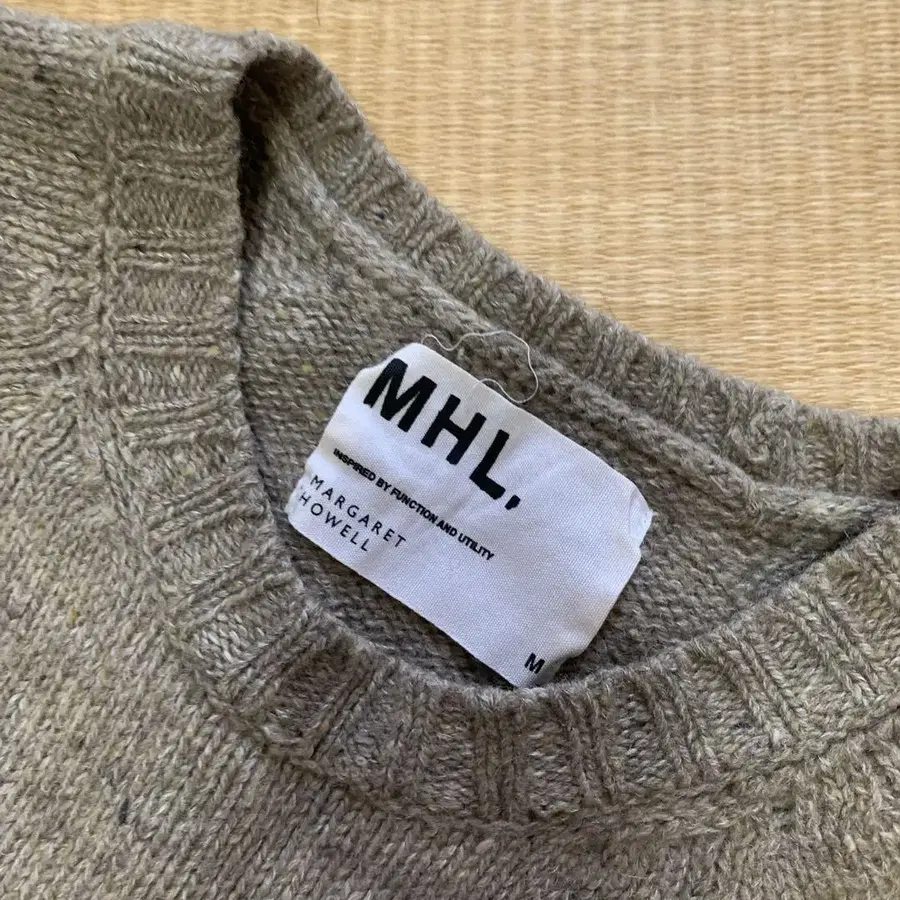 MHL,
INSPIRED BY FUNCTION AND UTILITY
MARGARET
HOWELL
M